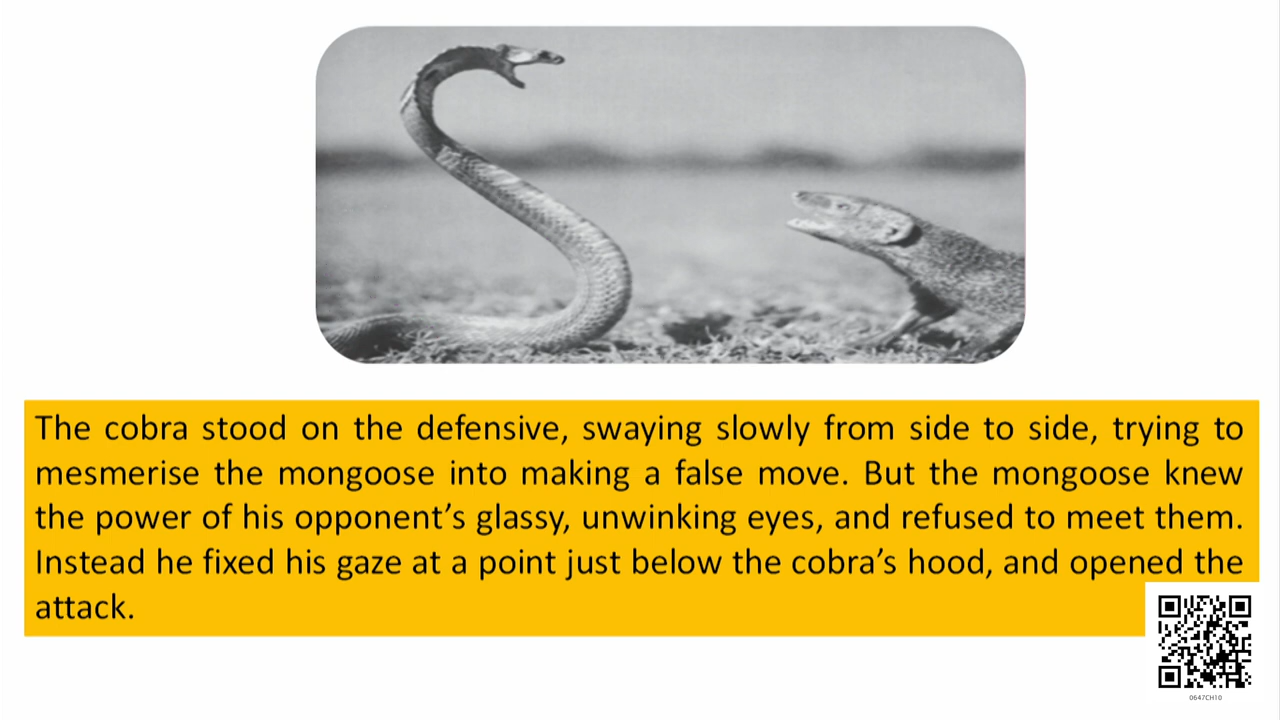 The cobra stood on the defensive, swaying slowly from side to side, trying to
mesmerise the mongoose into making a false move. But the mongoose knew
the power of his opponent’s glassy, unwinking eyes, and refused to meet them.
Instead he fixed his gaze at a point just below the cobra’s hood, and opened the
attack.
0647CH10